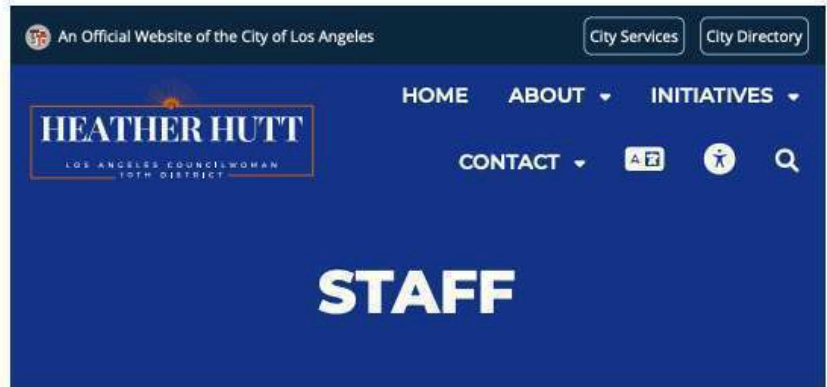 An Official Website of the City of Los Angeles
City Services
City Directory
HEATHER HUTT
LOS ANGELES COUNCILWOMAN
10TH DISTRICT
HOME ABOUT INITIATIVES
CONTACT
STAFF